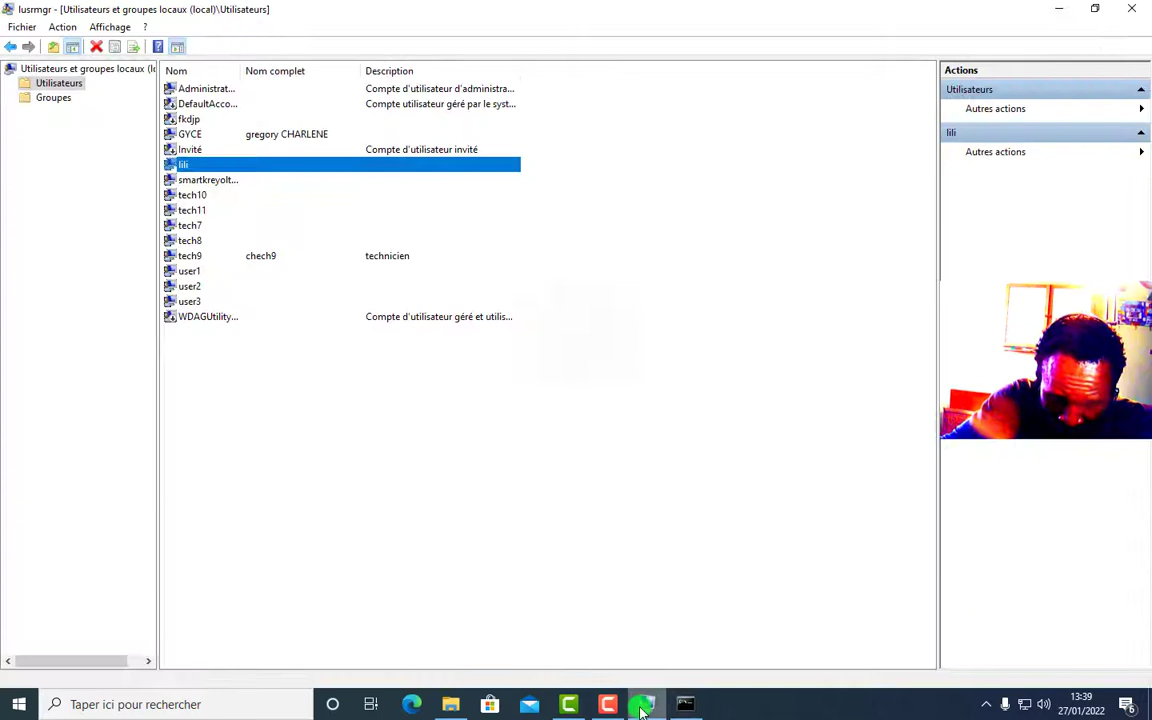 lusrmgr - [Utilisateurs et groupes locaux (local)\Utilisateurs]
Fichier Action Affichage ?
Utilisateurs et groupes locaux (l
Utilisateurs
Groupes
Nom Nom complet Description
Administrat... Compte d'utilisateur d'administra...
DefaultAcco... Compte utilisateur géré par le syst...
fkdjp
GYCE gregory CHARLENE
Invité Compte d'utilisateur invité
lili
smartkreyolt...
tech10
tech11
tech7
tech8
tech9 chech9 technicien
user1
user2
user3
WDAGUtility... Compte d'utilisateur géré et utilis...
Actions
Utilisateurs
Autres actions
lili
Autres actions
Taper ici pour rechercher
13:39
27/01/2022
6